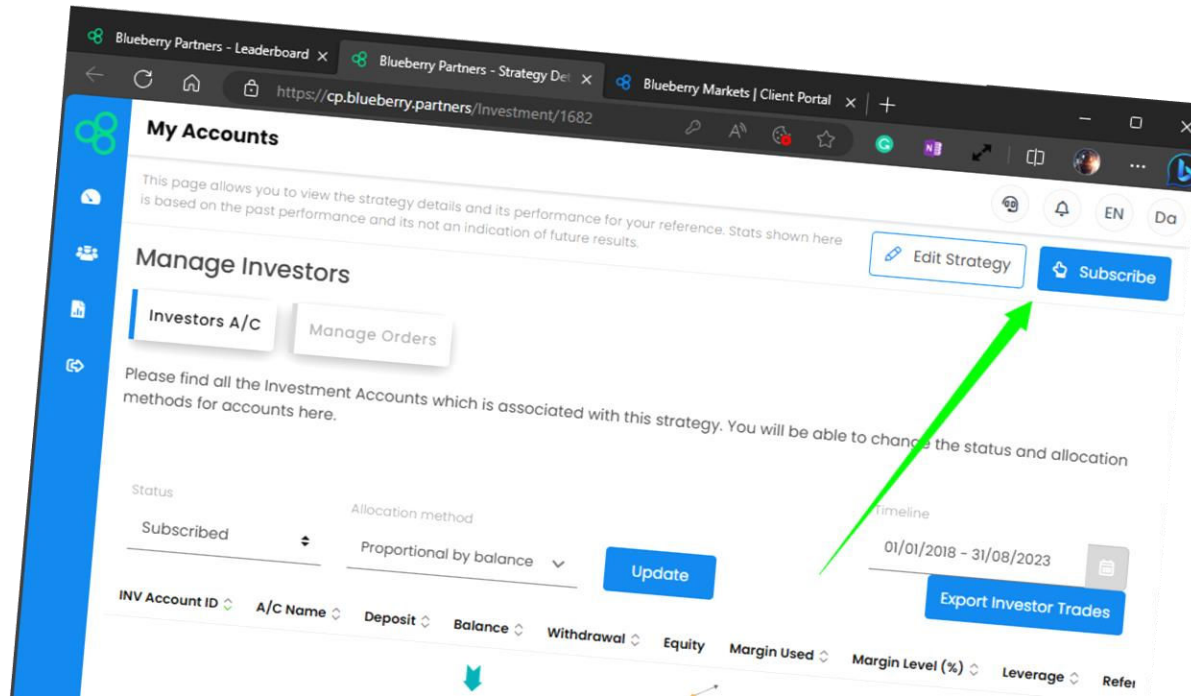 Blueberry Partners - Leaderboard
Blueberry Partners - Strategy Det
Blueberry Markets | Client Portal
https://cp.blueberry.partners/Investment/1682
My Accounts
EN
Da
This page allows you to view the strategy details and its performance for your reference. Stats shown here
is based on the past performance and its not an indication of future results.
Edit Strategy
Subscribe
Manage Investors
Investors A/C
Manage Orders
Please find all the Investment Accounts which is associated with this strategy. You will be able to change the status and allocation
methods for accounts here.
Status
Subscribed
Allocation method
Proportional by balance
Update
Timeline
01/01/2018 - 31/08/2023
Export Investor Trades
INV Account ID
A/C Name
Deposit
Balance
Withdrawal
Equity
Margin Used
Margin Level (%)
Leverage
Refer